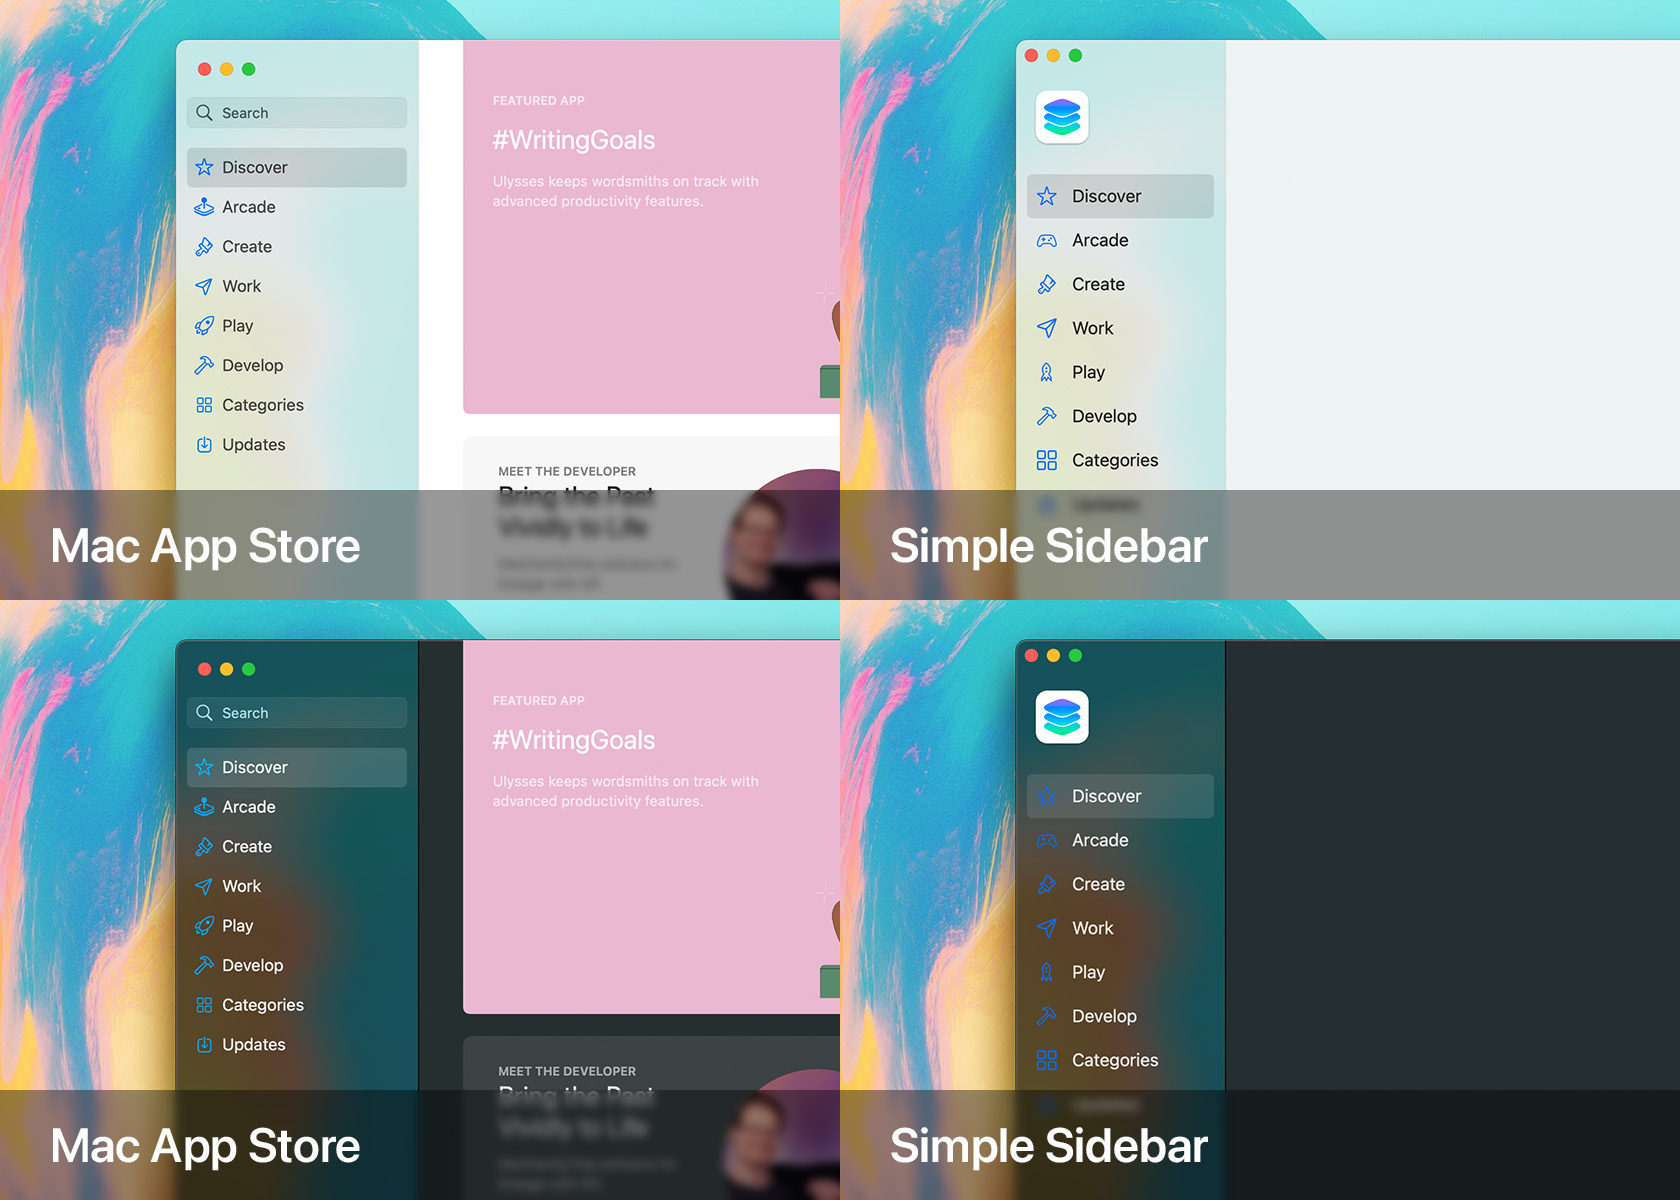 Search
Discover
Arcade
Create
Work
Play
Develop
Categories
Updates
FEATURED APP
#WritingGoals
Ulysses keeps wordsmiths on track with
advanced productivity features.
MEET THE DEVELOPER
Bring the Past
Vividly to Life
Mac App Store
Discover
Arcade
Create
Work
Play
Develop
Categories
Updates
Simple Sidebar
Search
Discover
Arcade
Create
Work
Play
Develop
Categories
Updates
FEATURED APP
#WritingGoals
Ulysses keeps wordsmiths on track with
advanced productivity features.
MEET THE DEVELOPER
Bring the Past
Vividly to Life
Mac App Store
Discover
Arcade
Create
Work
Play
Develop
Categories
Updates
Simple Sidebar